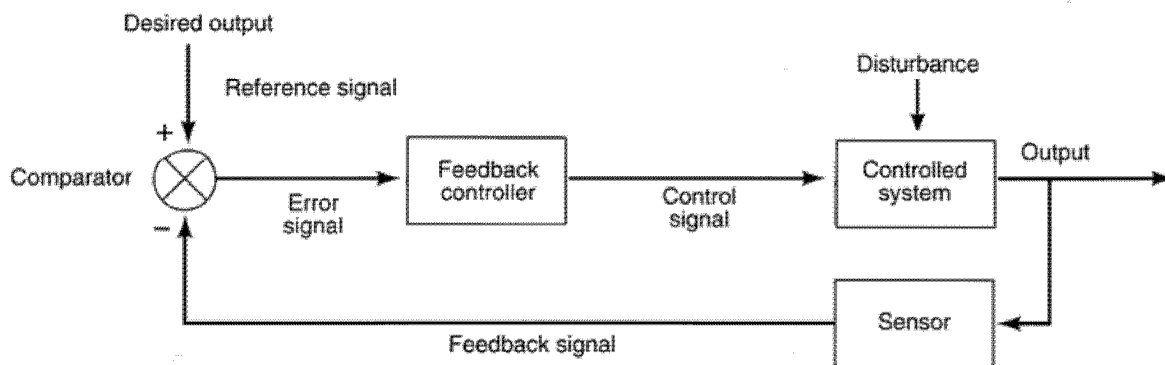 Desired output
Reference signal
Disturbance
+
Comparator
Error
signal
Feedback
controller
Control
signal
Controlled
system
Output
−
Sensor
Feedback signal